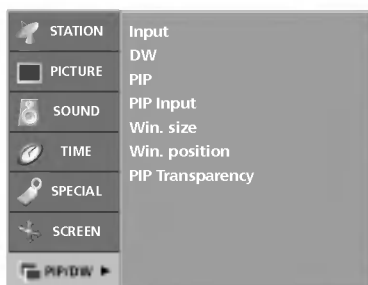 STATION
PICTURE
SOUND
TIME
SPECIAL
SCREEN
PIP/DW ►
Input
DW
PIP
PIP Input
Win. size
Win. position
PIP Transparency